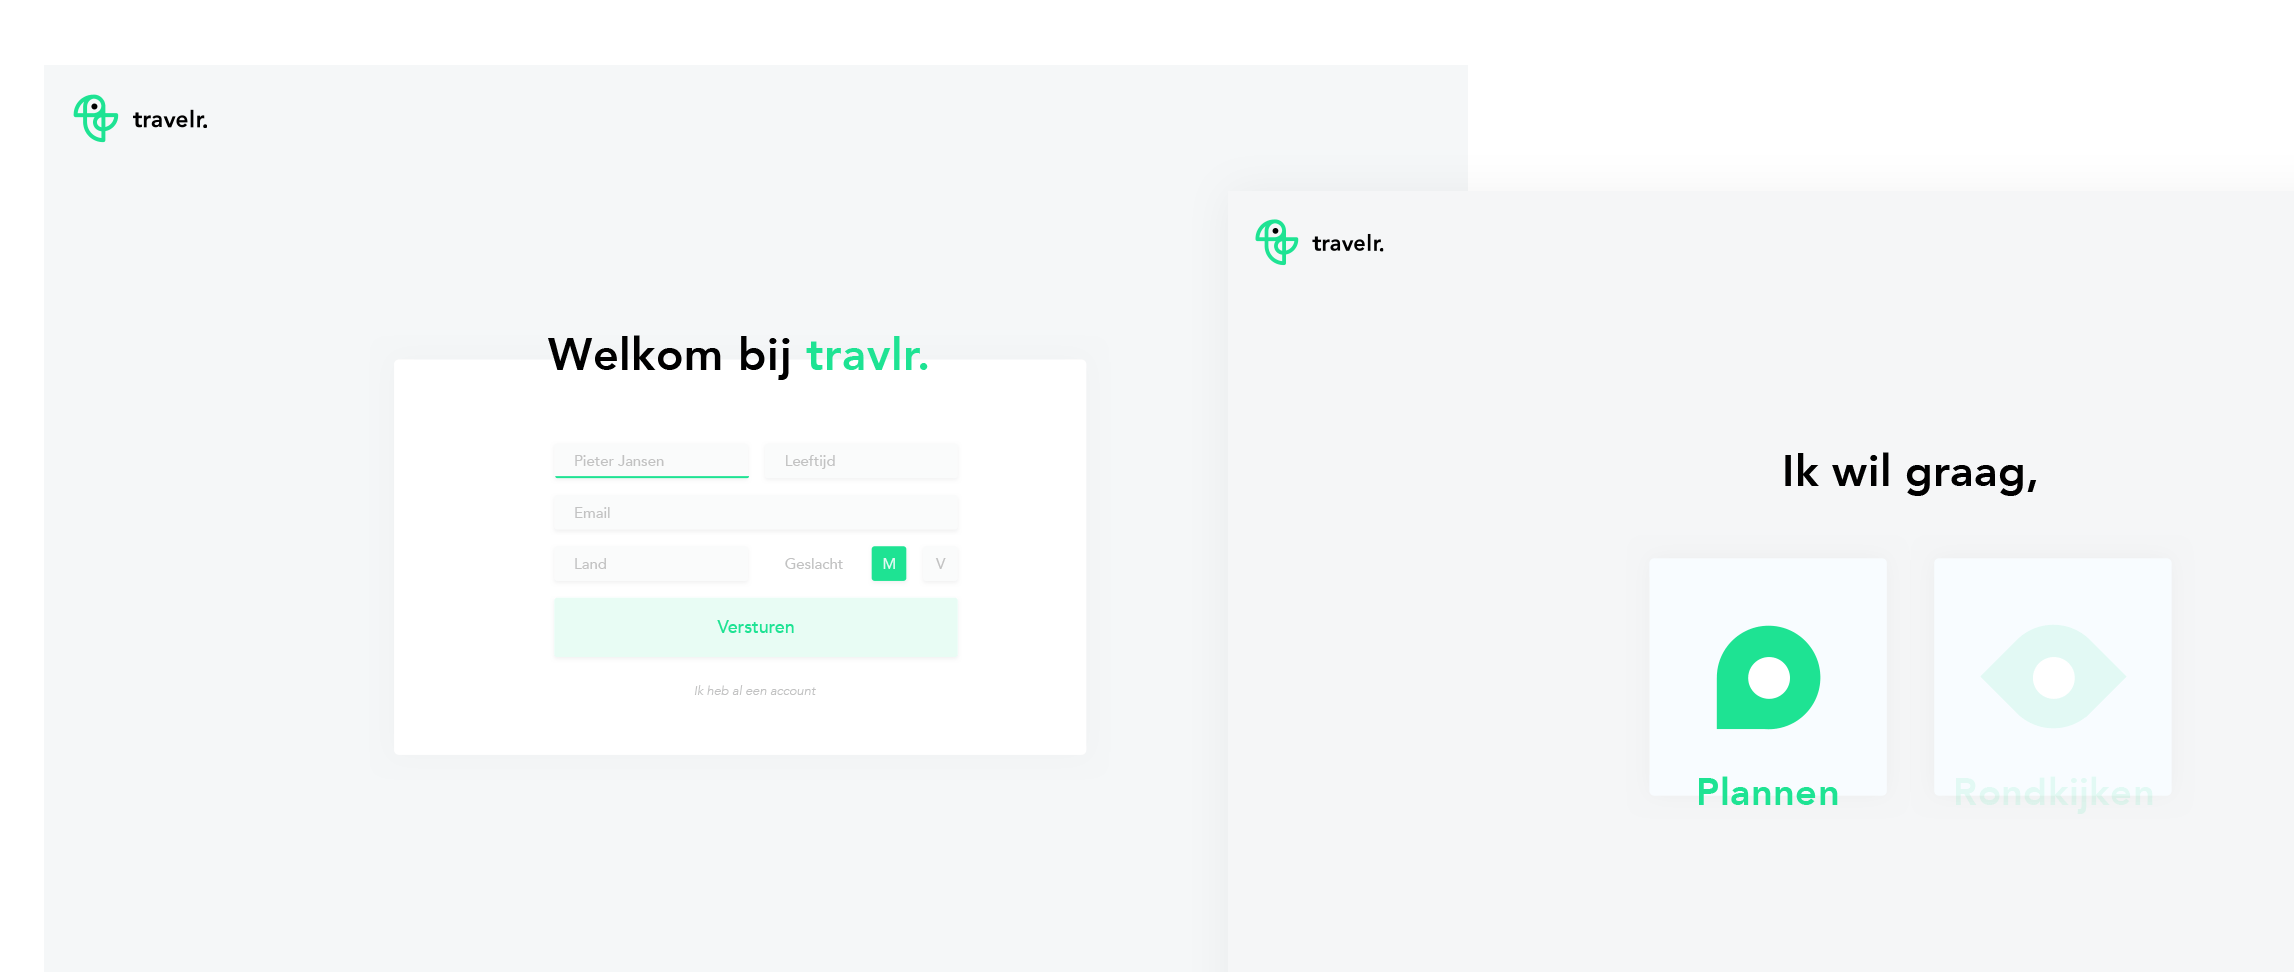 travelr.
Welkom bij travlr.
Pieter Jansen
Leeftijd
Email
Land
Geslacht
M
V
Versturen
Ik heb al een account
travelr.
Ik wil graag,
Plannen
Rondkijken